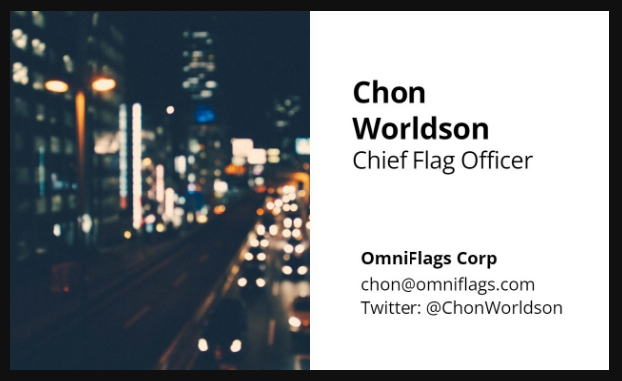 Chon
Worldson
Chief Flag Officer
OmniFlags Corp
chon@omniflags.com
Twitter: @ChonWorldson